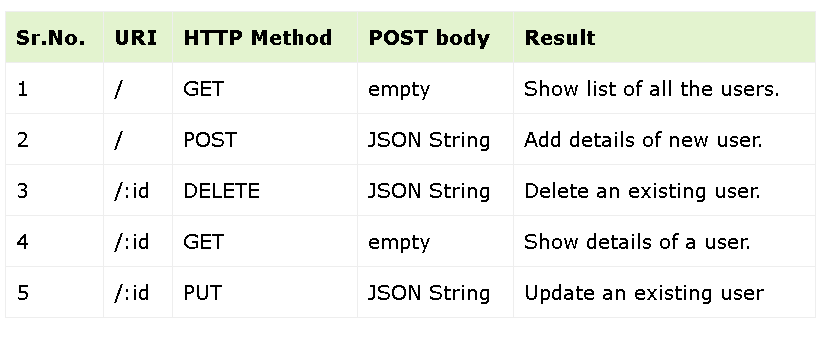 Sr.No. URI HTTP Method POST body Result
1 / GET empty Show list of all the users.
2 / POST JSON String Add details of new user.
3 /:id DELETE JSON String Delete an existing user.
4 /:id GET empty Show details of a user.
5 /:id PUT JSON String Update an existing user